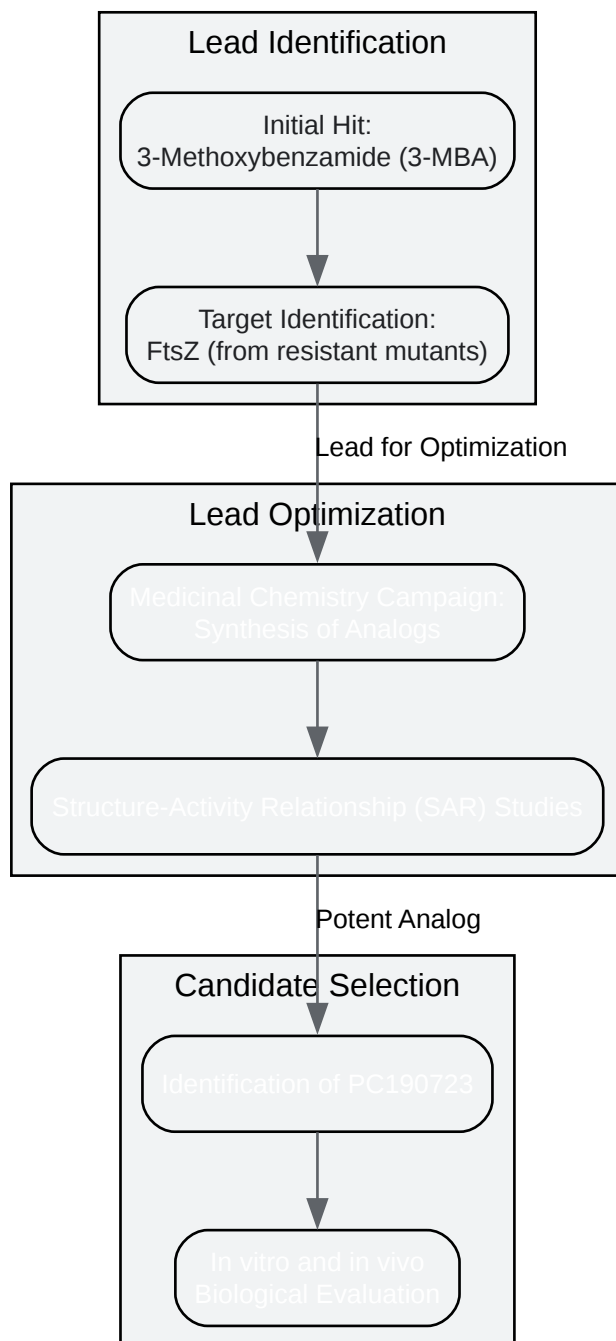 Lead Identification
Initial Hit:
3-Methoxybenzamide (3-MBA)
Target Identification:
FtsZ (from resistant mutants)
Lead for Optimization
Lead Optimization
Medicinal Chemistry Campaign:
Synthesis of Analogs
Structure-Activity Relationship (SAR) Studies
Potent Analog
Candidate Selection
Identification of PC190723
In vitro and in vivo
Biological Evaluation